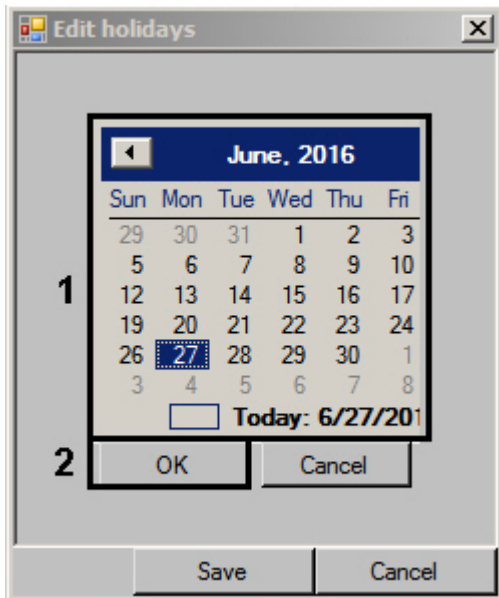 Edit holidays
June, 2016
Sun Mon Tue Wed Thu Fri
29 30 31 1 2 3
5 6 7 8 9 10
1
12 13 14 15 16 17
19 20 21 22 23 24
26 27 28 29 30 1
3 4 5 6 7 8
Today: 6/27/201
2
OK Cancel
Save Cancel